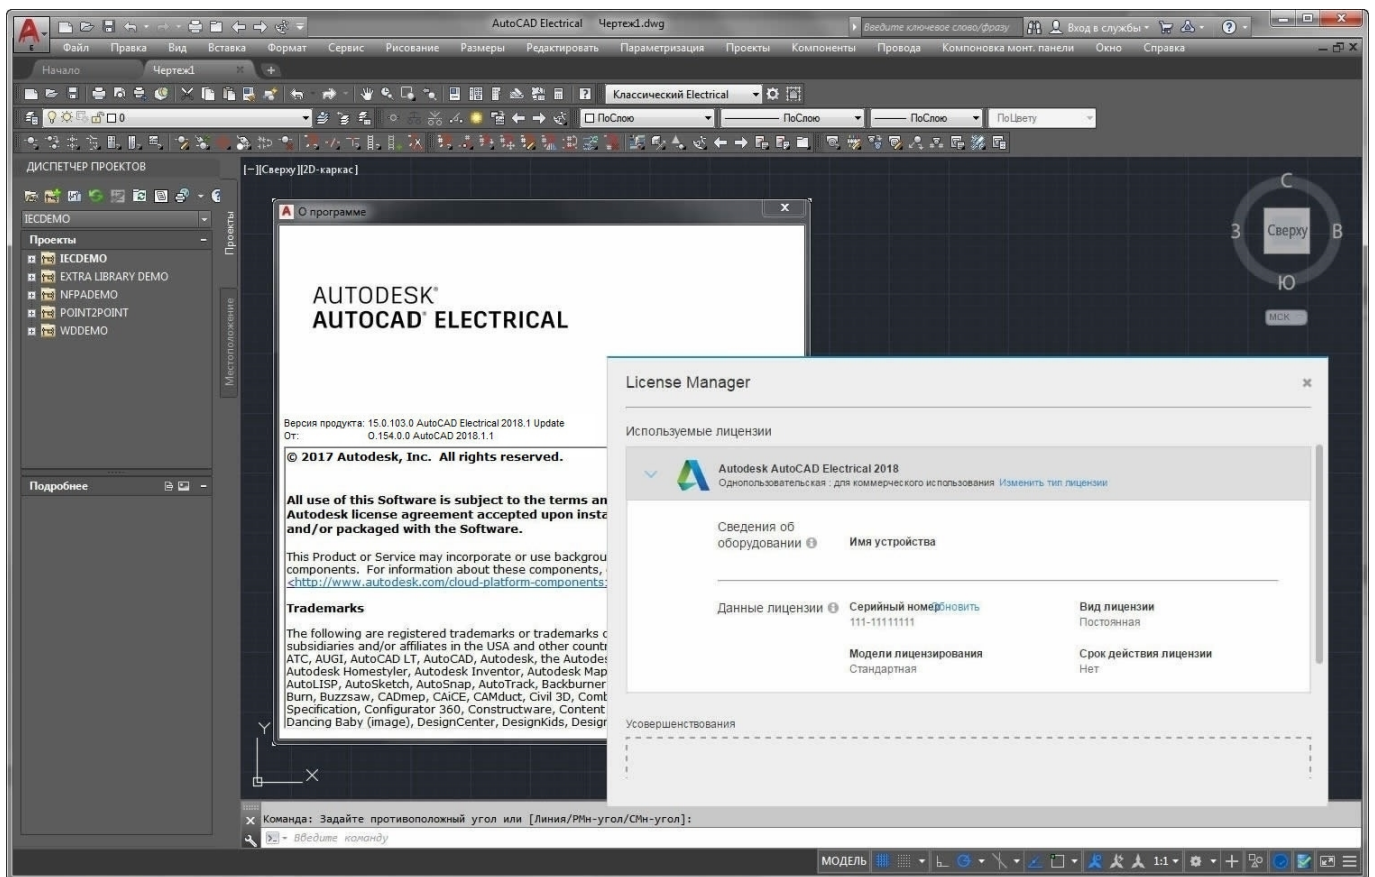 AutoCAD Electrical Чертеж1.dwg
Введите ключевое слово/фразу
Вход в службы
Файл Правка Вид Вставка Формат Сервис Рисование Размеры Редактировать Параметризация Проекты Компоненты Провода Компоновка монт. панели Окно Справка
Начало Чертеж1
Классический Electrical
0 ПоСлою ПоСлою ПоСлою ПоЦвету
ДИСПЕТЧЕР ПРОЕКТОВ
IECDEMO
Проекты
IECDEMO
EXTRA LIBRARY DEMO
NFPADEMO
POINT2POINT
WDDEMO
Проекты
Местоположение
Подробнее
[−][Сверху][2D-каркас]
С
З Сверху В
Ю
МСК
О программе
AUTODESK®
AUTOCAD® ELECTRICAL
Версия продукта: 15.0.103.0 AutoCAD Electrical 2018.1 Update
От: O.154.0.0 AutoCAD 2018.1.1
© 2017 Autodesk, Inc. All rights reserved.
All use of this Software is subject to the terms an
Autodesk license agreement accepted upon insta
and/or packaged with the Software.
This Product or Service may incorporate or use backgrou
components. For information about these components,
<http://www.autodesk.com/cloud-platform-components>
Trademarks
The following are registered trademarks or trademarks o
subsidiaries and/or affiliates in the USA and other countr
ATC, AUGI, AutoCAD LT, AutoCAD, Autodesk, the Autodes
Autodesk Homestyler, Autodesk Inventor, Autodesk Map
AutoLISP, AutoSketch, AutoSnap, AutoTrack, Backburner
Burn, Buzzsaw, CADmep, CAiCE, CAMduct, Civil 3D, Comb
Specification, Configurator 360, Constructware, Content
Dancing Baby (image), DesignCenter, DesignKids, Design
License Manager
Используемые лицензии
Autodesk AutoCAD Electrical 2018
Однопользовательская : для коммерческого использования Изменить тип лицензии
Сведения об
оборудовании Имя устройства
Данные лицензии Серийный номер Обновить Вид лицензии
111-11111111 Постоянная
Модели лицензирования Срок действия лицензии
Стандартная Нет
Усовершенствования
Y
X
Команда: Задайте противоположный угол или [Линия/РМн-угол/СМн-угол]:
Введите команду
МОДЕЛЬ 1:1